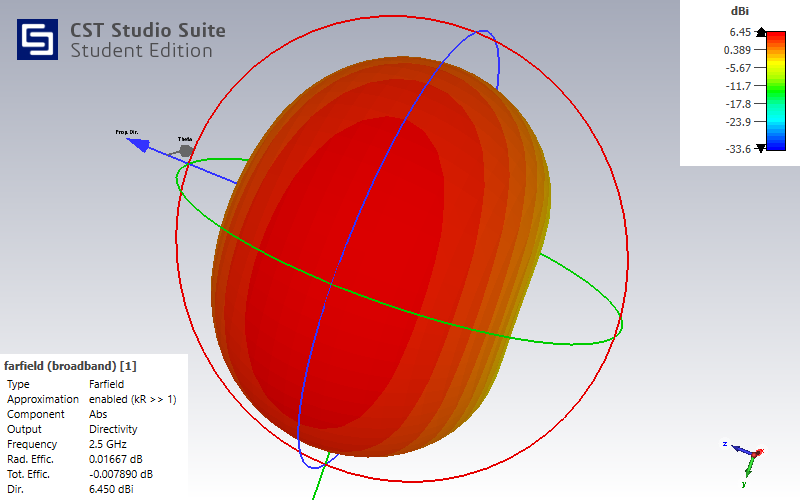 CST Studio Suite
Student Edition
dBi
6.45
0.389
-5.67
-11.7
-17.8
-23.9
-33.6
Prop. Dir.
Theta
farfield (broadband) [1]
Type Farfield
Approximation enabled (kR >> 1)
Component Abs
Output Directivity
Frequency 2.5 GHz
Rad. Effic. 0.01667 dB
Tot. Effic. -0.007890 dB
Dir. 6.450 dBi
z
x
y